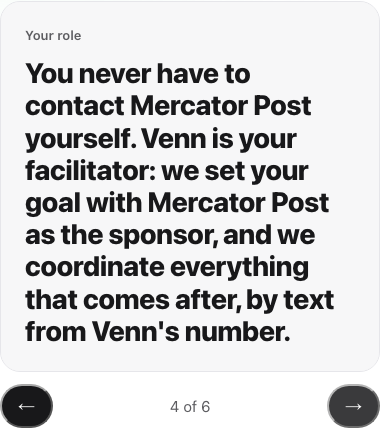 Your role
You never have to
contact Mercator Post
yourself. Venn is your
facilitator: we set your
goal with Mercator Post
as the sponsor, and we
coordinate everything
that comes after, by text
from Venn's number.
← 4 of 6 →